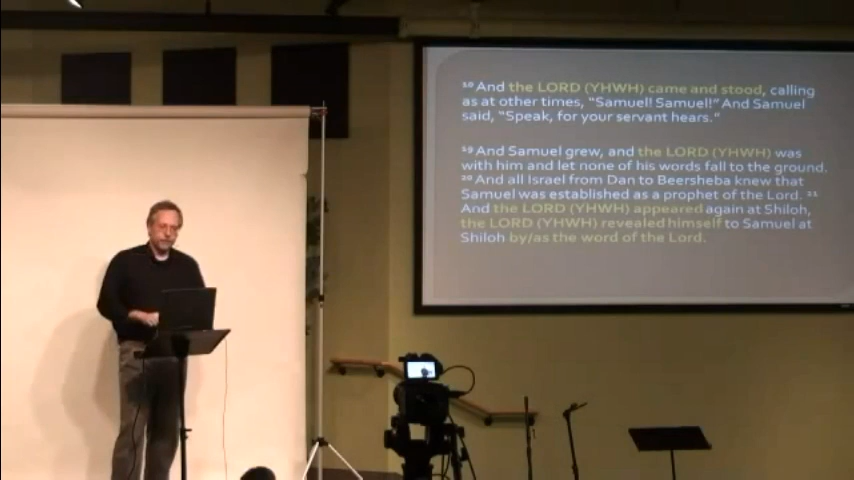 ¹⁰ And the LORD (YHWH) came and stood, calling
as at other times, “Samuel! Samuel!” And Samuel
said, “Speak, for your servant hears.”
¹⁹ And Samuel grew, and the LORD (YHWH) was
with him and let none of his words fall to the ground.
²⁰ And all Israel from Dan to Beersheba knew that
Samuel was established as a prophet of the Lord. ²¹
And the LORD (YHWH) appeared again at Shiloh,
the LORD (YHWH) revealed himself to Samuel at
Shiloh by/as the word of the Lord.